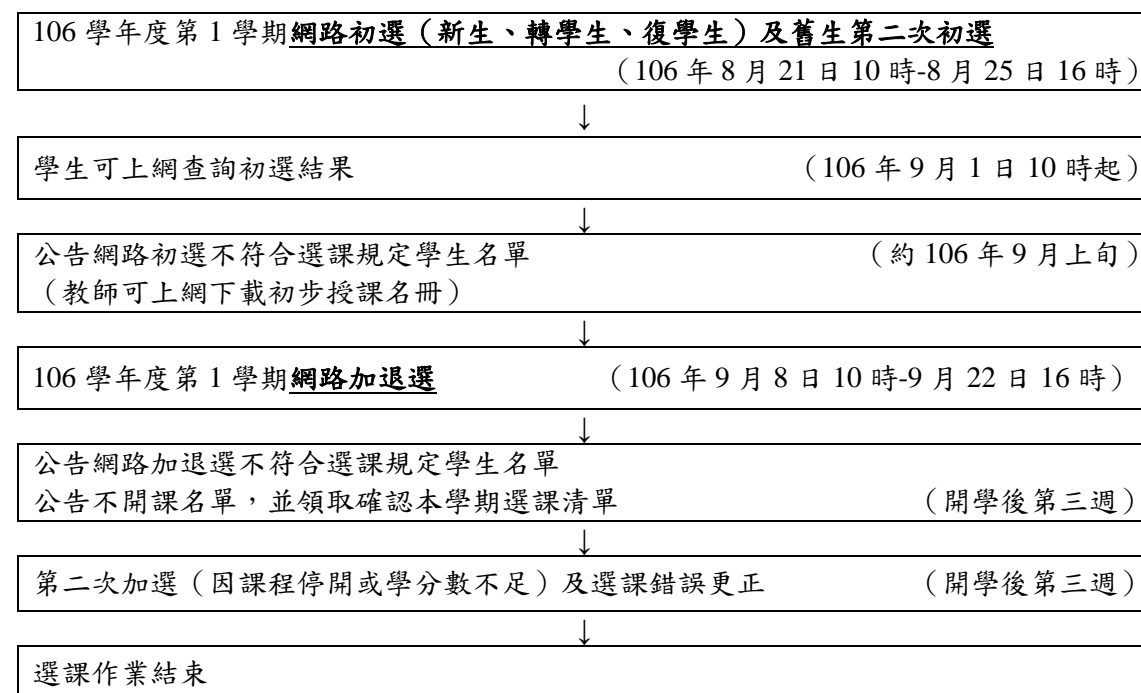 106 學年度第 1 學期網路初選（新生、轉學生、復學生）及舊生第二次初選
（106 年 8 月 21 日 10 時-8 月 25 日 16 時）
↓
學生可上網查詢初選結果 （106 年 9 月 1 日 10 時起）
↓
公告網路初選不符合選課規定學生名單 （約 106 年 9 月上旬）
（教師可上網下載初步授課名冊）
↓
106 學年度第 1 學期網路加退選 （106 年 9 月 8 日 10 時-9 月 22 日 16 時）
↓
公告網路加退選不符合選課規定學生名單
公告不開課名單，並領取確認本學期選課清單 （開學後第三週）
↓
第二次加選（因課程停開或學分數不足）及選課錯誤更正 （開學後第三週）
↓
選課作業結束